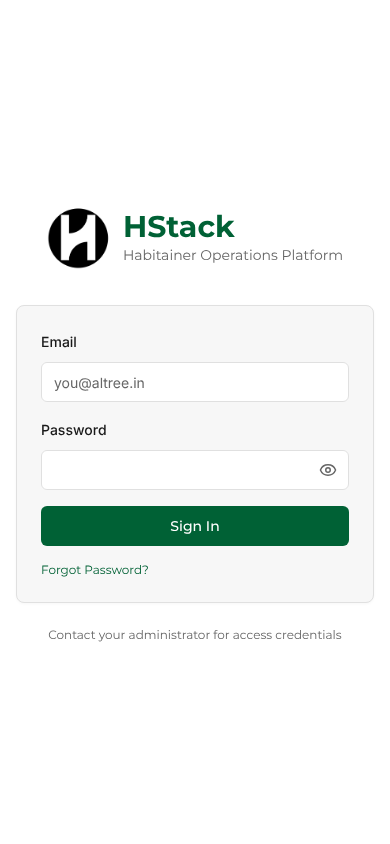 HStack
Habitainer Operations Platform
Email
you@altree.in
Password
Sign In
Forgot Password?
Contact your administrator for access credentials